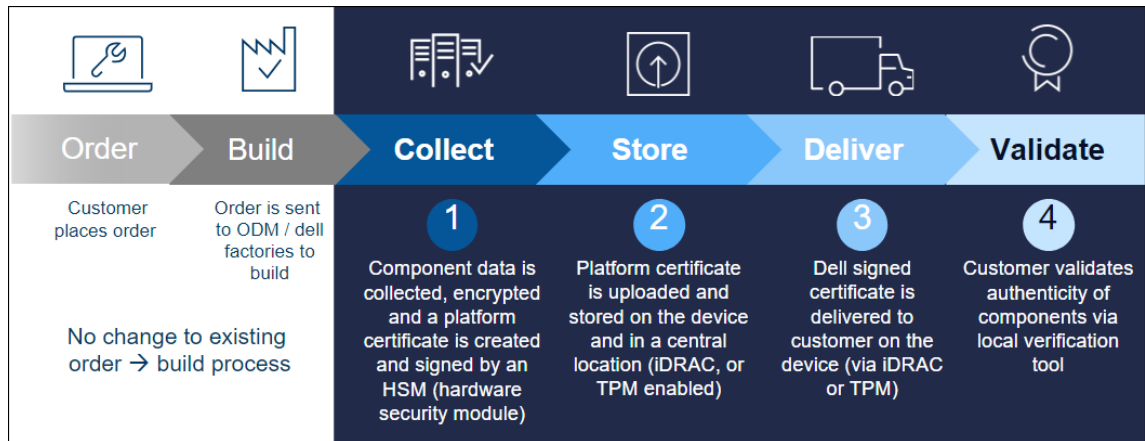 Order
Build
Collect
Store
Deliver
Validate
Customer
places order
Order is sent
to ODM / dell
factories to
build
No change to existing
order → build process
1
Component data is
collected, encrypted
and a platform
certificate is created
and signed by an
HSM (hardware
security module)
2
Platform certificate
is uploaded and
stored on the device
and in a central
location (iDRAC, or
TPM enabled)
3
Dell signed
certificate is
delivered to
customer on the
device (via iDRAC
or TPM)
4
Customer validates
authenticity of
components via
local verification
tool